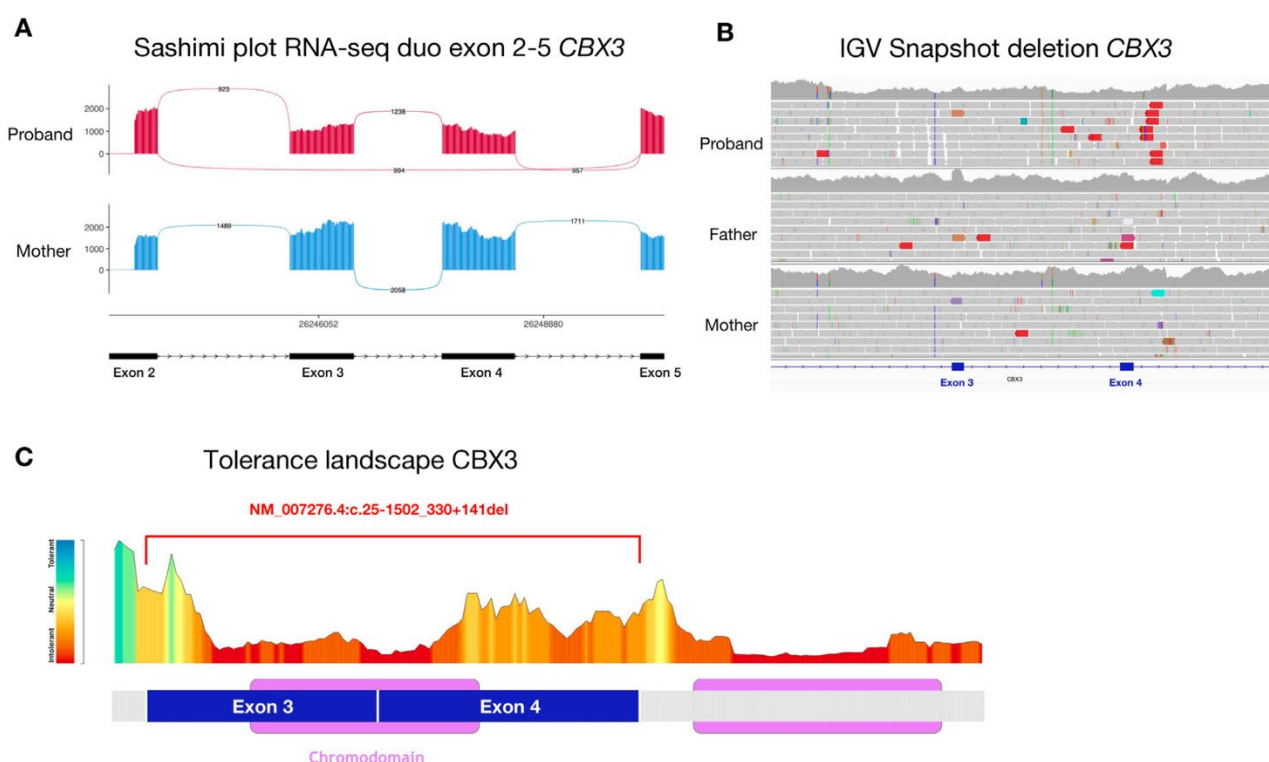 A
Sashimi plot RNA-seq duo exon 2-5 CBX3
Proband
2000
1000
0
923
1236
994
957
Mother
2000
1000
0
1489
1711
2058
26246052
26248880
Exon 2
Exon 3
Exon 4
Exon 5
B
IGV Snapshot deletion CBX3
Proband
Father
Mother
Exon 3
CBX3
Exon 4
C
Tolerance landscape CBX3
NM_007276.4:c.25-1502_330+141del
Tolerant
Neutral
Intolerant
Exon 3
Exon 4
Chromodomain